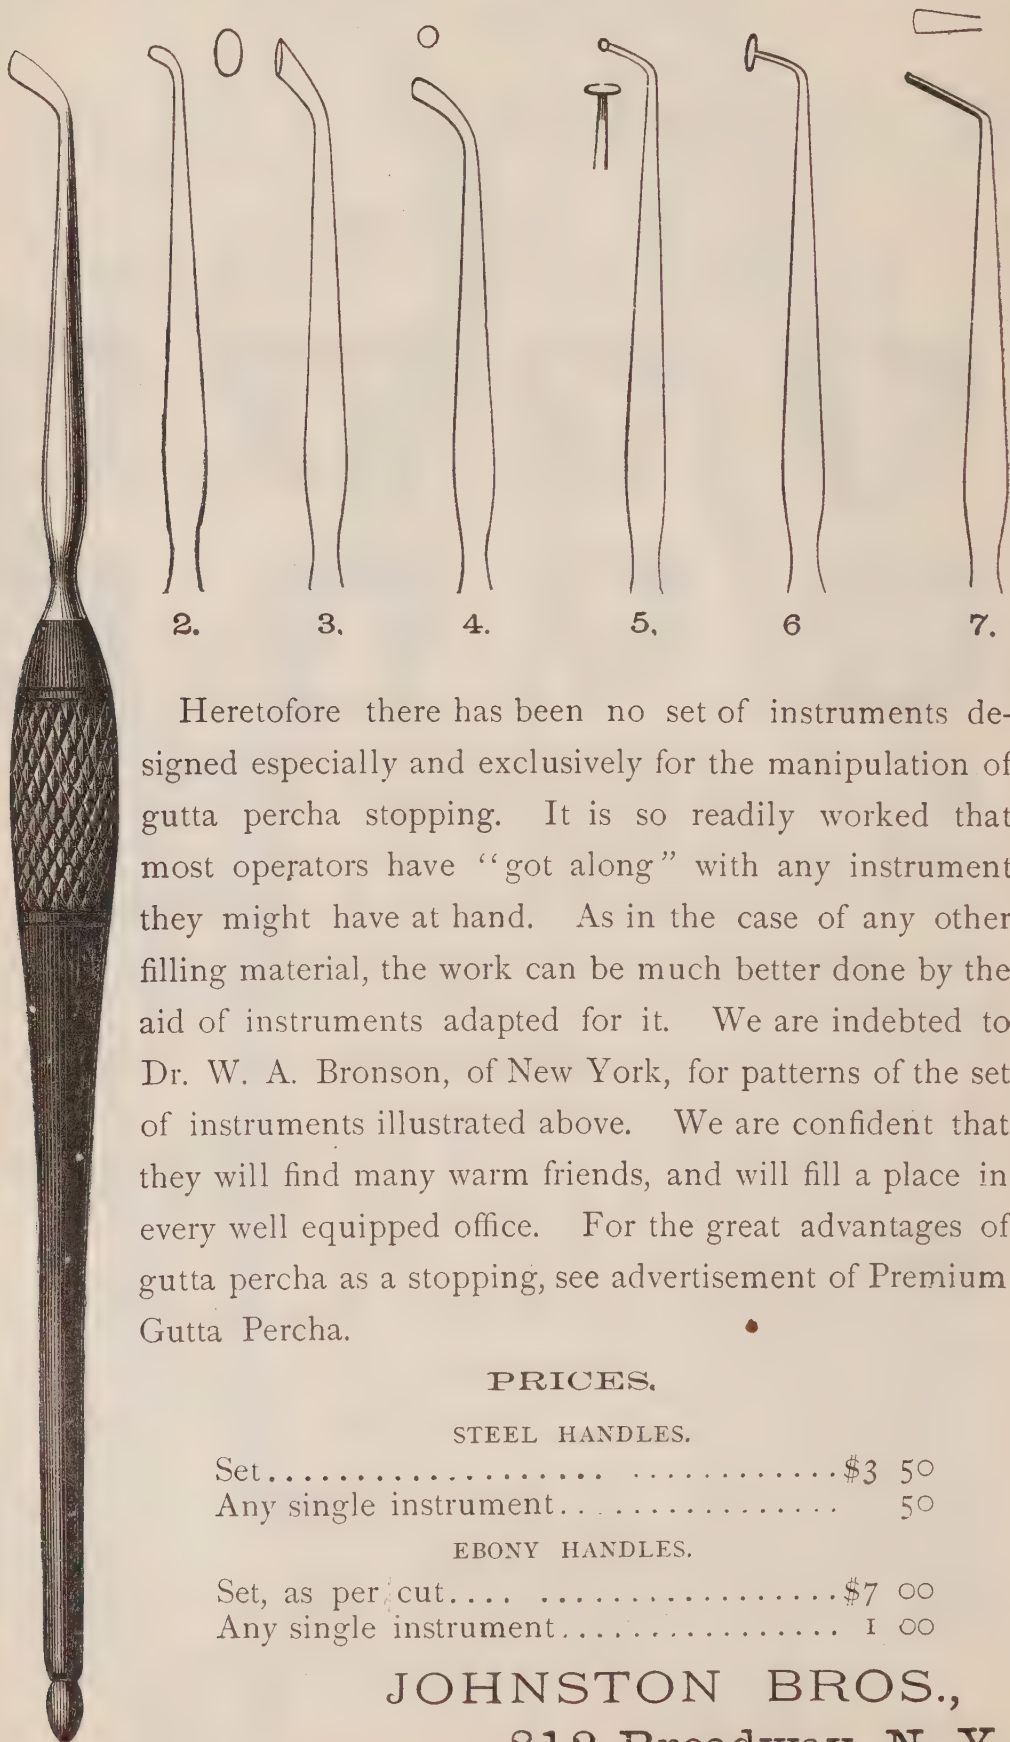 2. 3. 4. 5. 6 7.
Heretofore there has been no set of instruments de-
signed especially and exclusively for the manipulation of
gutta percha stopping. It is so readily worked that
most operators have “got along” with any instrument
they might have at hand. As in the case of any other
filling material, the work can be much better done by the
aid of instruments adapted for it. We are indebted to
Dr. W. A. Bronson, of New York, for patterns of the set
of instruments illustrated above. We are confident that
they will find many warm friends, and will fill a place in
every well equipped office. For the great advantages of
gutta percha as a stopping, see advertisement of Premium
Gutta Percha.
PRICES.
STEEL HANDLES.
Set...................................$3 50
Any single instrument................ 50
EBONY HANDLES.
Set, as per cut.......................$7 00
Any single instrument................ 1 00
JOHNSTON BROS.,
Broadway, N. Y.